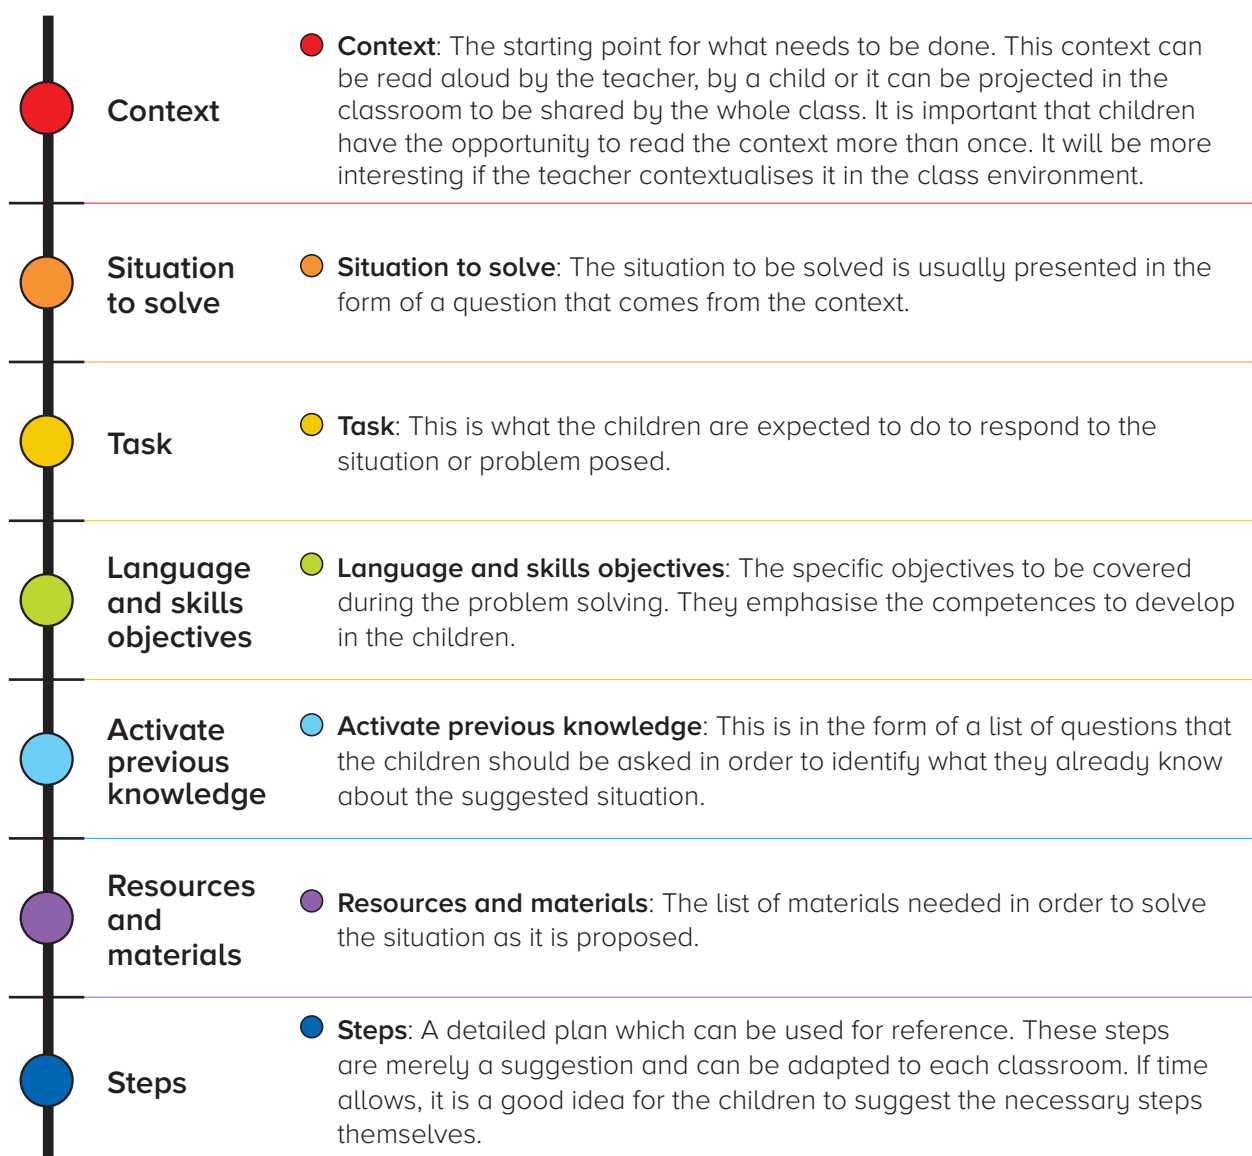 Context
Context: The starting point for what needs to be done. This context can
be read aloud by the teacher, by a child or it can be projected in the
classroom to be shared by the whole class. It is important that children
have the opportunity to read the context more than once. It will be more
interesting if the teacher contextualises it in the class environment.
Situation
to solve
Situation to solve: The situation to be solved is usually presented in the
form of a question that comes from the context.
Task
Task: This is what the children are expected to do to respond to the
situation or problem posed.
Language
and skills
objectives
Language and skills objectives: The specific objectives to be covered
during the problem solving. They emphasise the competences to develop
in the children.
Activate
previous
knowledge
Activate previous knowledge: This is in the form of a list of questions that
the children should be asked in order to identify what they already know
about the suggested situation.
Resources
and
materials
Resources and materials: The list of materials needed in order to solve
the situation as it is proposed.
Steps
Steps: A detailed plan which can be used for reference. These steps
are merely a suggestion and can be adapted to each classroom. If time
allows, it is a good idea for the children to suggest the necessary steps
themselves.